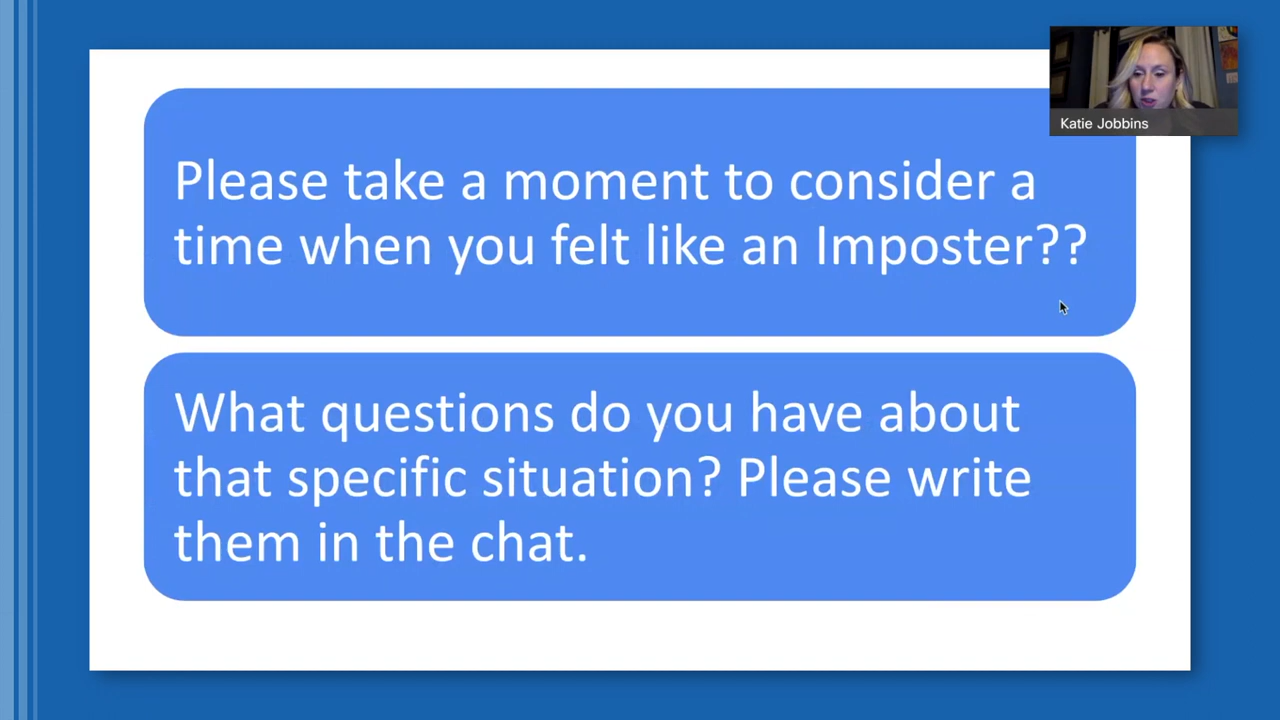 Katie Jobbins
Please take a moment to consider a
time when you felt like an Imposter??
What questions do you have about
that specific situation? Please write
them in the chat.